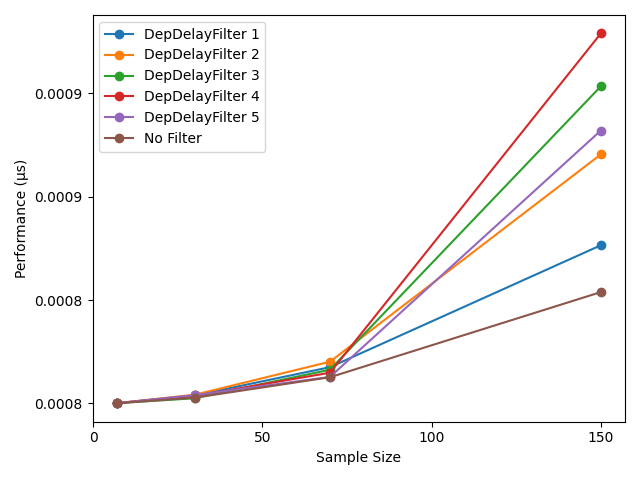 DepDelayFilter 1
DepDelayFilter 2
DepDelayFilter 3
DepDelayFilter 4
DepDelayFilter 5
No Filter
0.0009
0.0009
0.0008
0.0008
Performance (µs)
0
50
100
150
Sample Size